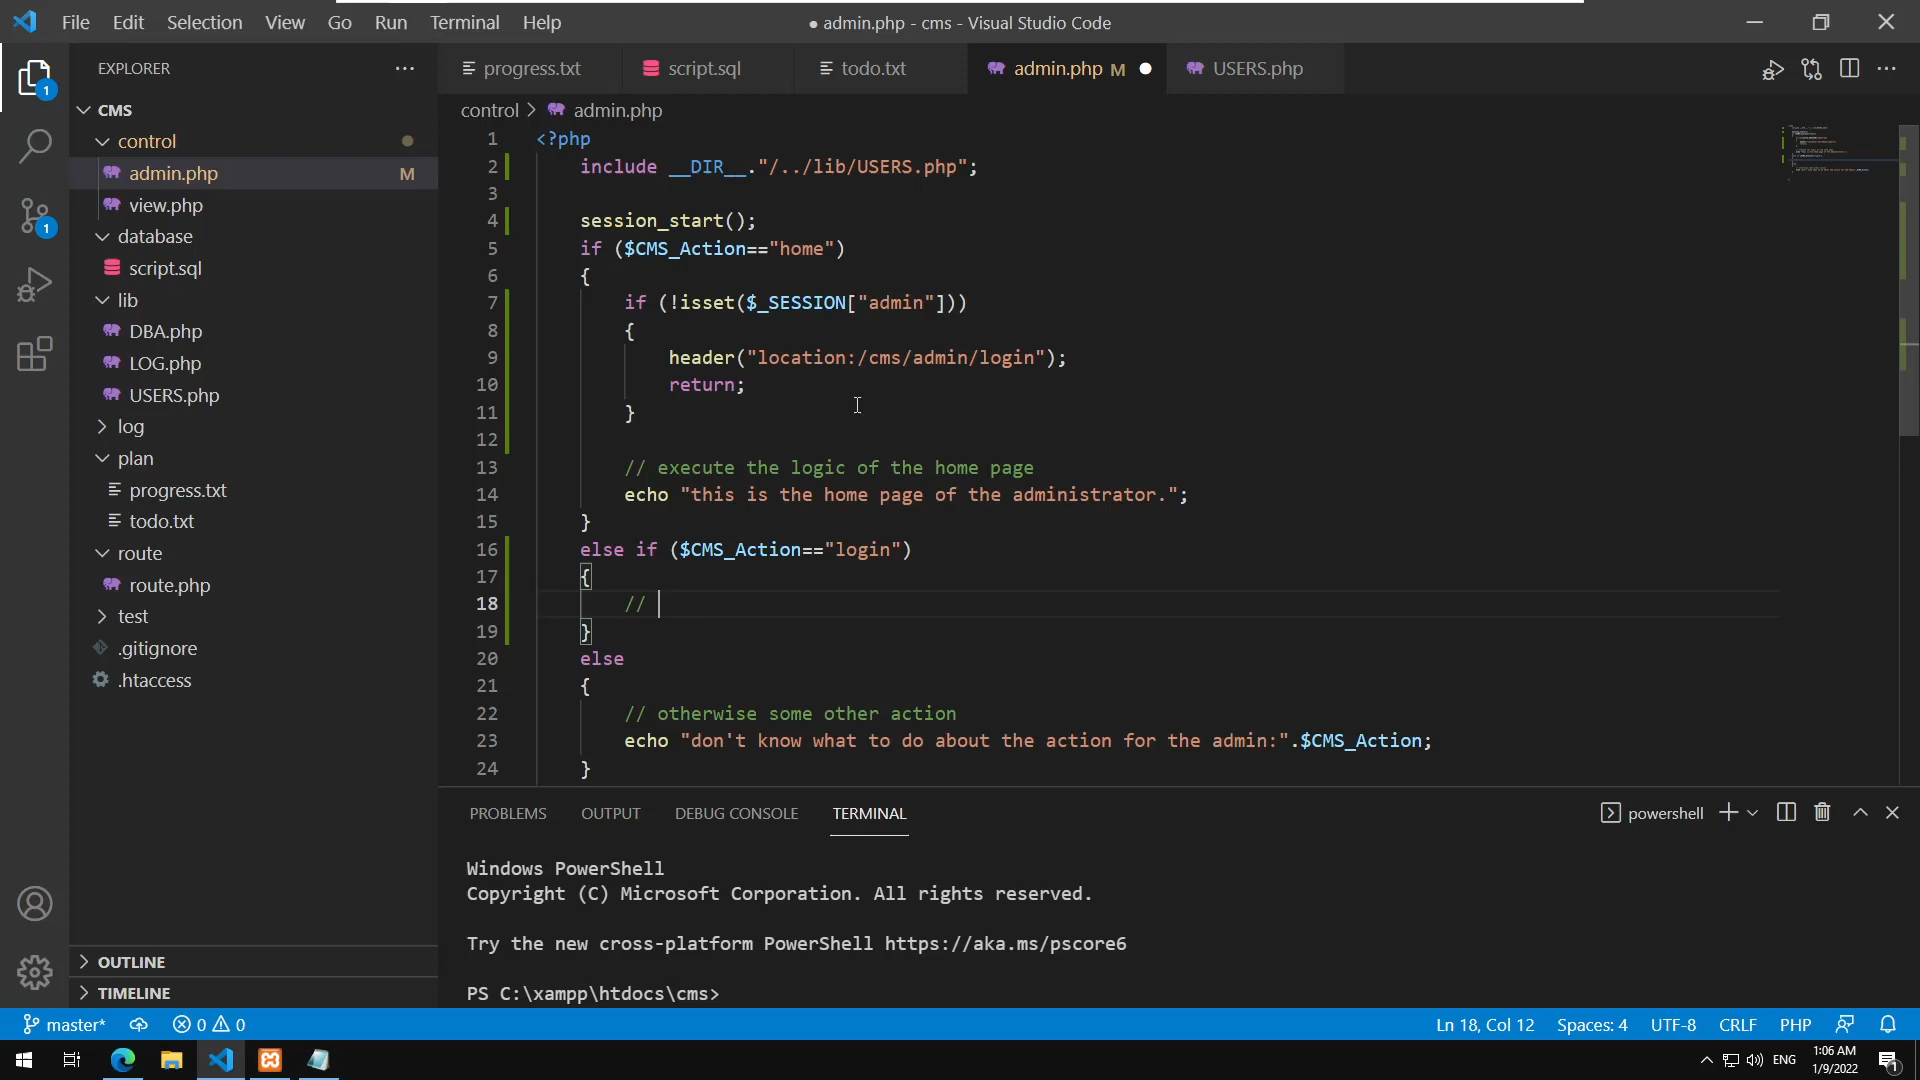 File Edit Selection View Go Run Terminal Help
● admin.php - cms - Visual Studio Code
EXPLORER
CMS
control
admin.php M
view.php
database
script.sql
lib
DBA.php
LOG.php
USERS.php
log
plan
progress.txt
todo.txt
route
route.php
test
.gitignore
.htaccess
OUTLINE
TIMELINE
1
1
progress.txt script.sql todo.txt admin.php M USERS.php
control > admin.php
1 <?php
2 include __DIR__."/../lib/USERS.php";
3
4 session_start();
5 if ($CMS_Action=="home")
6 {
7 if (!isset($_SESSION["admin"]))
8 {
9 header("location:/cms/admin/login");
10 return;
11 }
12
13 // execute the logic of the home page
14 echo "this is the home page of the administrator.";
15 }
16 else if ($CMS_Action=="login")
17 {
18 //
19 }
20 else
21 {
22 // otherwise some other action
23 echo "don't know what to do about the action for the admin:".$CMS_Action;
24 }
PROBLEMS OUTPUT DEBUG CONSOLE TERMINAL
powershell
Windows PowerShell
Copyright (C) Microsoft Corporation. All rights reserved.
Try the new cross-platform PowerShell https://aka.ms/pscore6
PS C:\xampp\htdocs\cms>
master* 0 0
Ln 18, Col 12 Spaces: 4 UTF-8 CRLF PHP
ENG
1:06 AM
1/9/2022
1